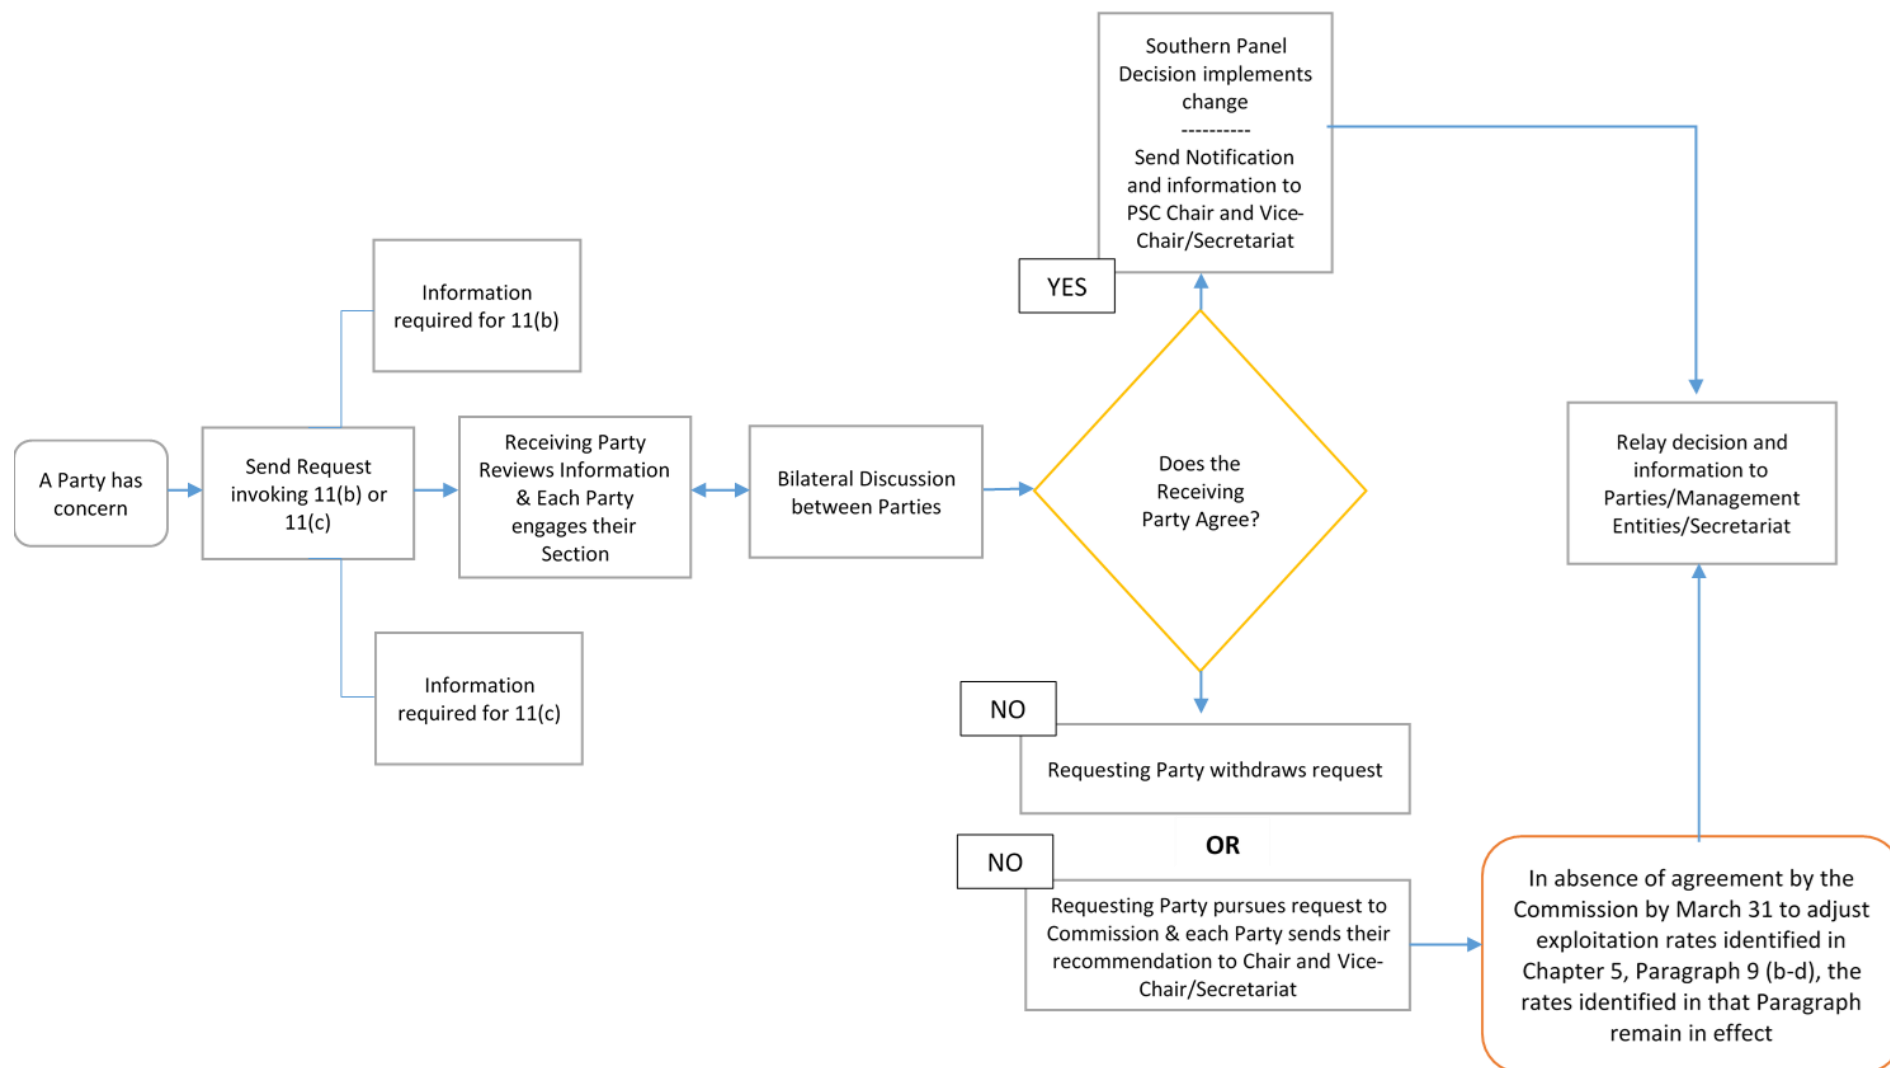 Southern Panel
Decision implements
change
----------
Send Notification
and information to
PSC Chair and Vice-
Chair/Secretariat
YES
Information
required for 11(b)
A Party has
concern
Send Request
invoking 11(b) or
11(c)
Receiving Party
Reviews Information
& Each Party
engages their
Section
Bilateral Discussion
between Parties
Does the
Receiving
Party Agree?
Relay decision and
information to
Parties/Management
Entities/Secretariat
Information
required for 11(c)
NO
Requesting Party withdraws request
OR
NO
Requesting Party pursues request to
Commission & each Party sends their
recommendation to Chair and Vice-
Chair/Secretariat
In absence of agreement by the
Commission by March 31 to adjust
exploitation rates identified in
Chapter 5, Paragraph 9 (b-d), the
rates identified in that Paragraph
remain in effect